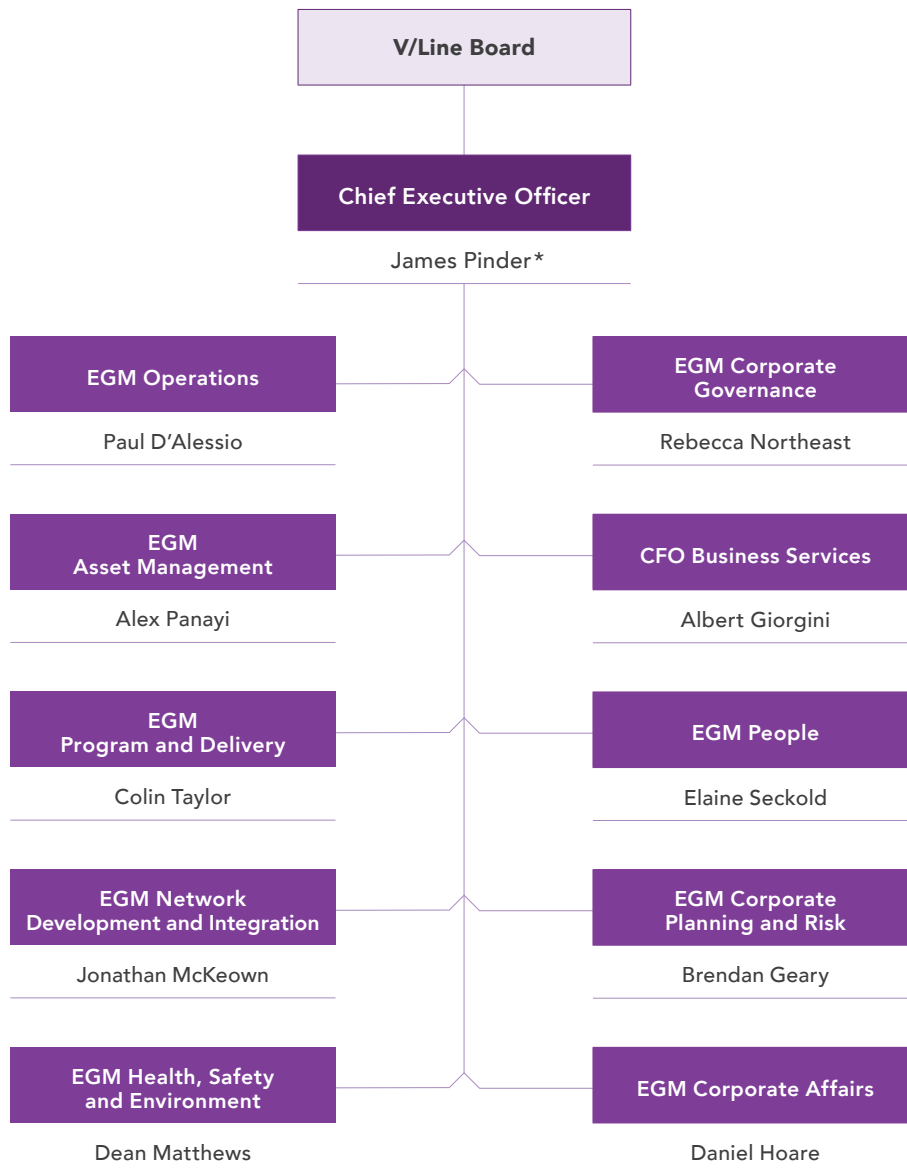 V/Line Board
Chief Executive Officer
James Pinder*
EGM Operations
Paul D’Alessio
EGM Corporate
Governance
Rebecca Northeast
EGM
Asset Management
Alex Panayi
CFO Business Services
Albert Giorgini
EGM
Program and Delivery
Colin Taylor
EGM People
Elaine Seckold
EGM Network
Development and Integration
Jonathan McKeown
EGM Corporate
Planning and Risk
Brendan Geary
EGM Health, Safety
and Environment
Dean Matthews
EGM Corporate Affairs
Daniel Hoare